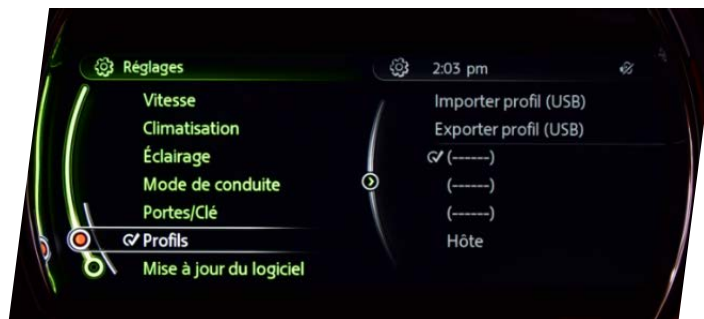 Réglages
Vitesse
Climatisation
Éclairage
Mode de conduite
Portes/Clé
Profils
Mise à jour du logiciel
2:03 pm
Importer profil (USB)
Exporter profil (USB)
(------)
(------)
(------)
Hôte